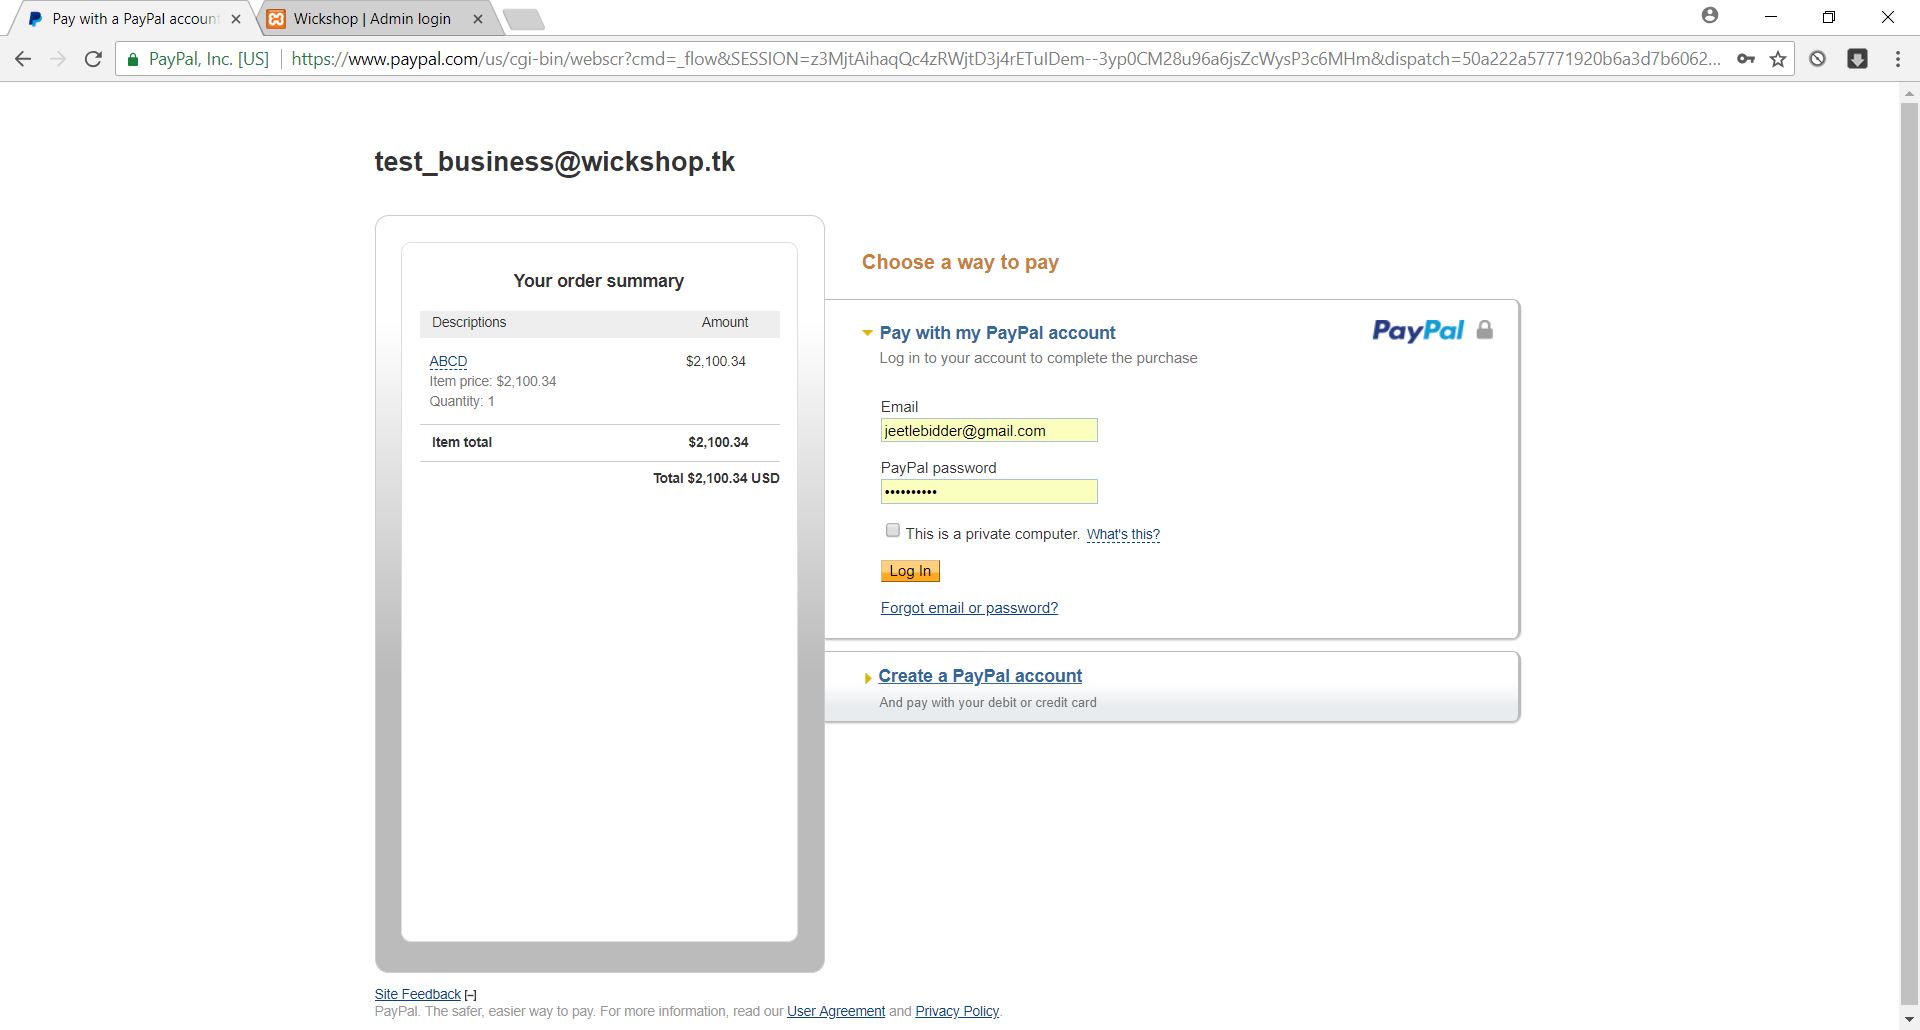 Pay with a PayPal account
Wickshop | Admin login
PayPal, Inc. [US]
https://www.paypal.com/us/cgi-bin/webscr?cmd=_flow&SESSION=z3MjtAihaqQc4zRWjtD3j4rETuIDem--3yp0CM28u96a6jsZcWysP3c6MHm&dispatch=50a222a57771920b6a3d7b6062...
test_business@wickshop.tk
Your order summary
Descriptions Amount
ABCD $2,100.34
Item price: $2,100.34
Quantity: 1
Item total $2,100.34
Total $2,100.34 USD
Choose a way to pay
Pay with my PayPal account
PayPal
Log in to your account to complete the purchase
Email
jeetlebidder@gmail.com
PayPal password
••••••••••
This is a private computer. What's this?
Log In
Forgot email or password?
Create a PayPal account
And pay with your debit or credit card
Site Feedback [-]
PayPal. The safer, easier way to pay. For more information, read our User Agreement and Privacy Policy.